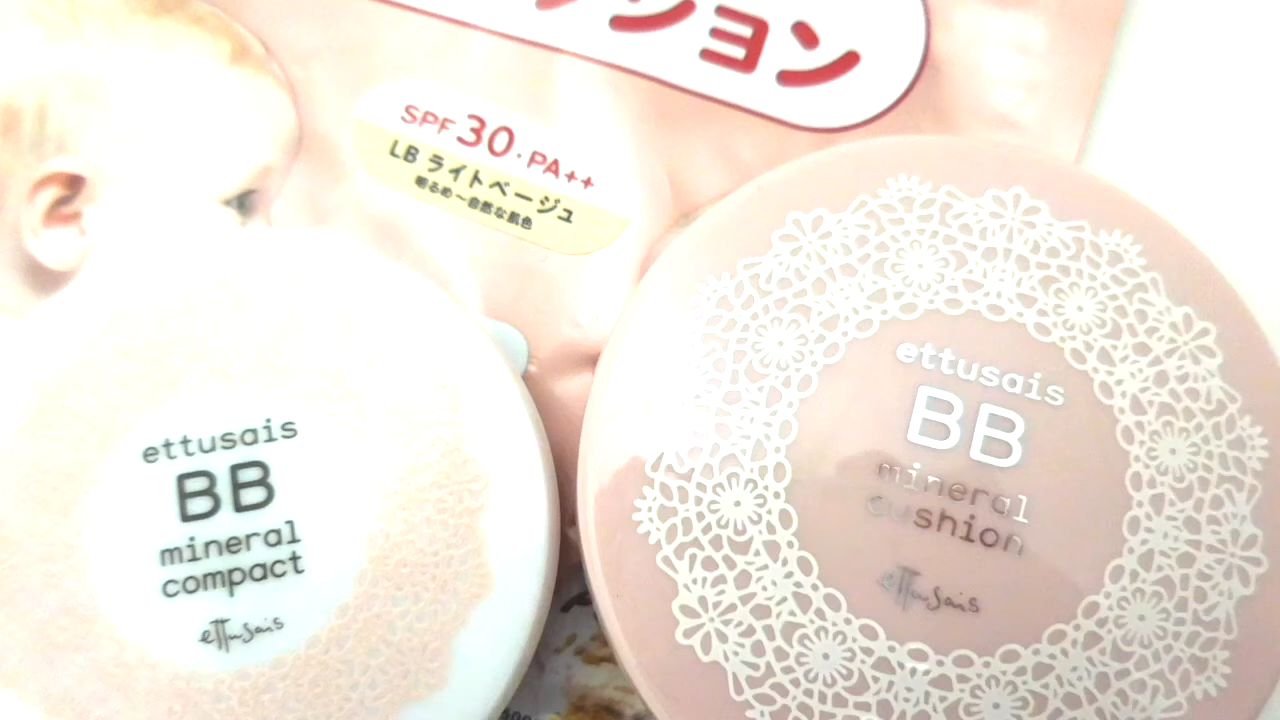 ション
SPF30・PA++
LB ライトベージュ
明るめ～自然な肌色
ettusais
BB
mineral
compact
ettusais
ettusais
BB
mineral
cushion
ettusais